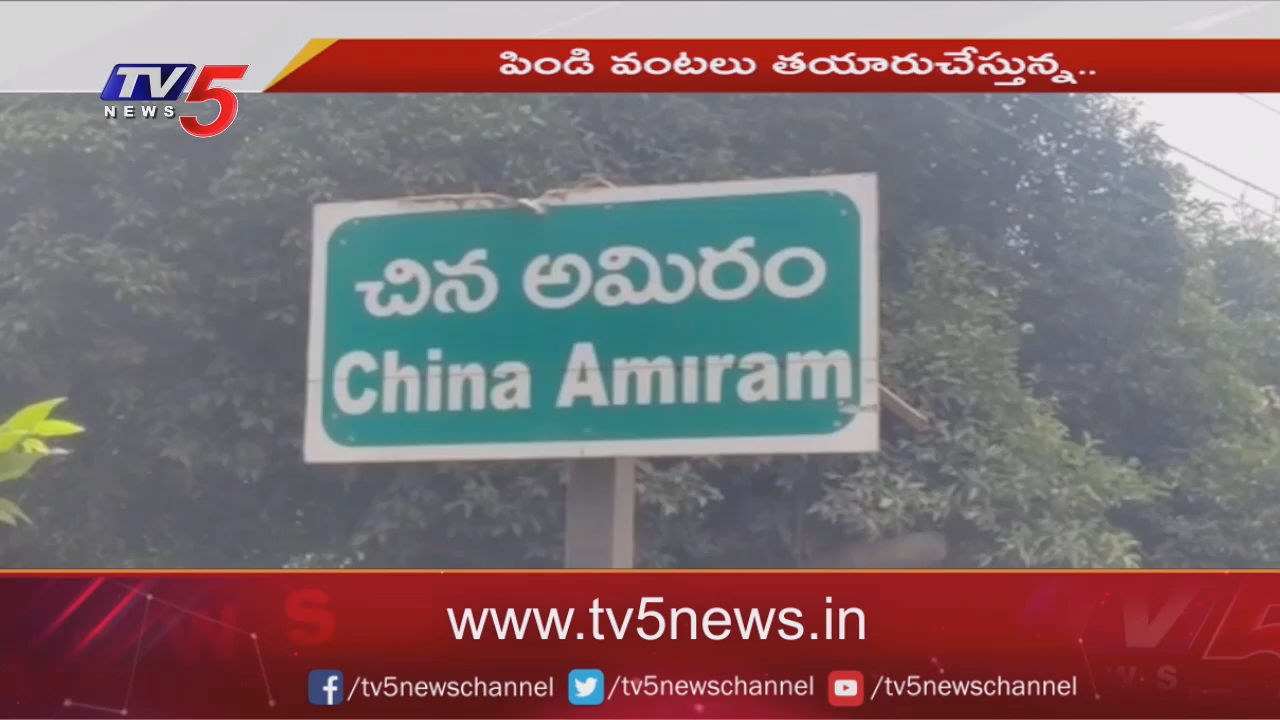 పిండి వంటలు తయారుచేస్తున్న..
TV5
NEWS
చిన అమిరం
China Amiram
www.tv5news.in
/tv5newschannel /tv5newschannel /tv5newschannel